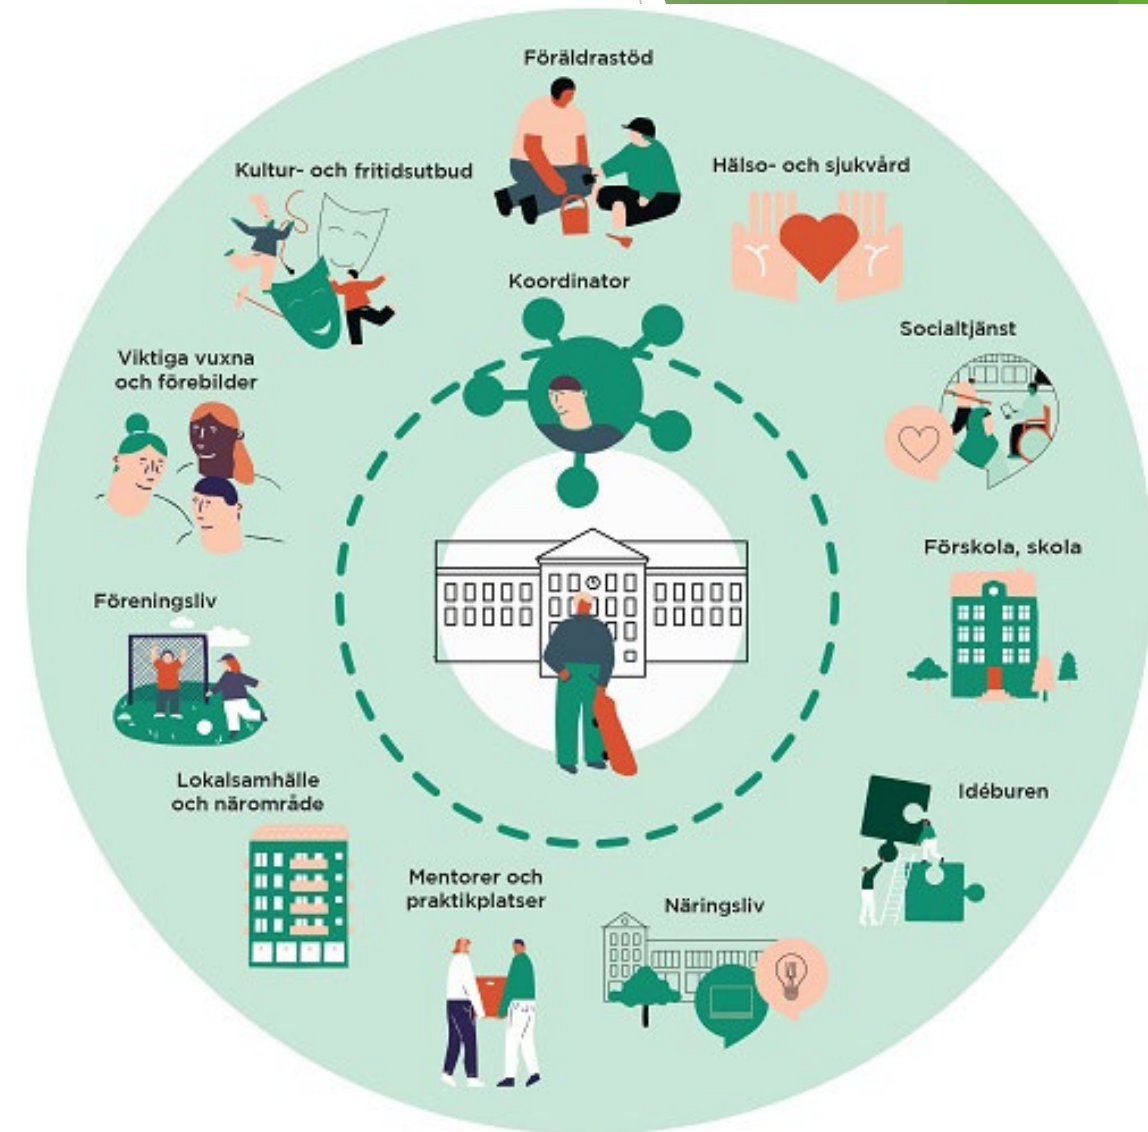 Föräldrastöd
Kultur- och fritidsutbud
Hälso- och sjukvård
Koordinator
Socialtjänst
Viktiga vuxna
och förebilder
Förskola, skola
Föreningsliv
Lokalsamhälle
och närområde
Idéburen
Mentorer och
praktikplatser
Näringsliv